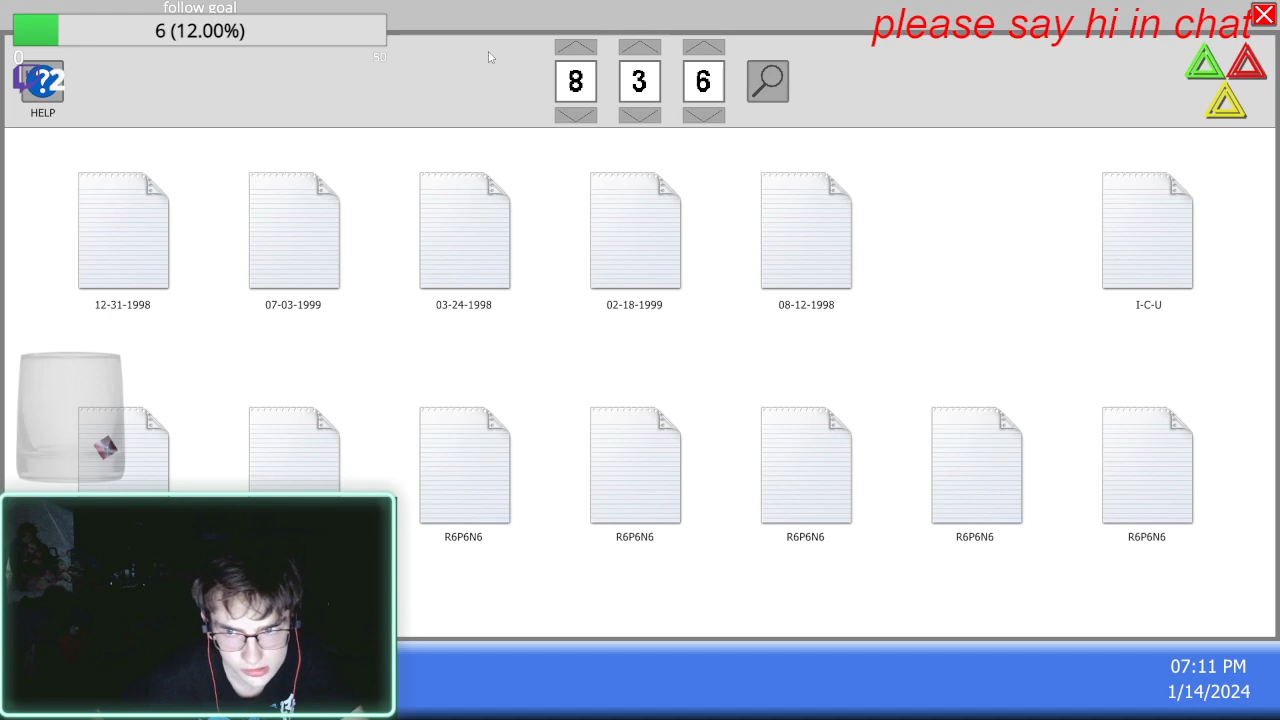 follow goal
6 (12.00%)
please say hi in chat
0
50
2
HELP
8 3 6
12-31-1998
07-03-1999
03-24-1998
02-18-1999
08-12-1998
I-C-U
R6P6N6
R6P6N6
R6P6N6
R6P6N6
R6P6N6
07:11 PM
1/14/2024